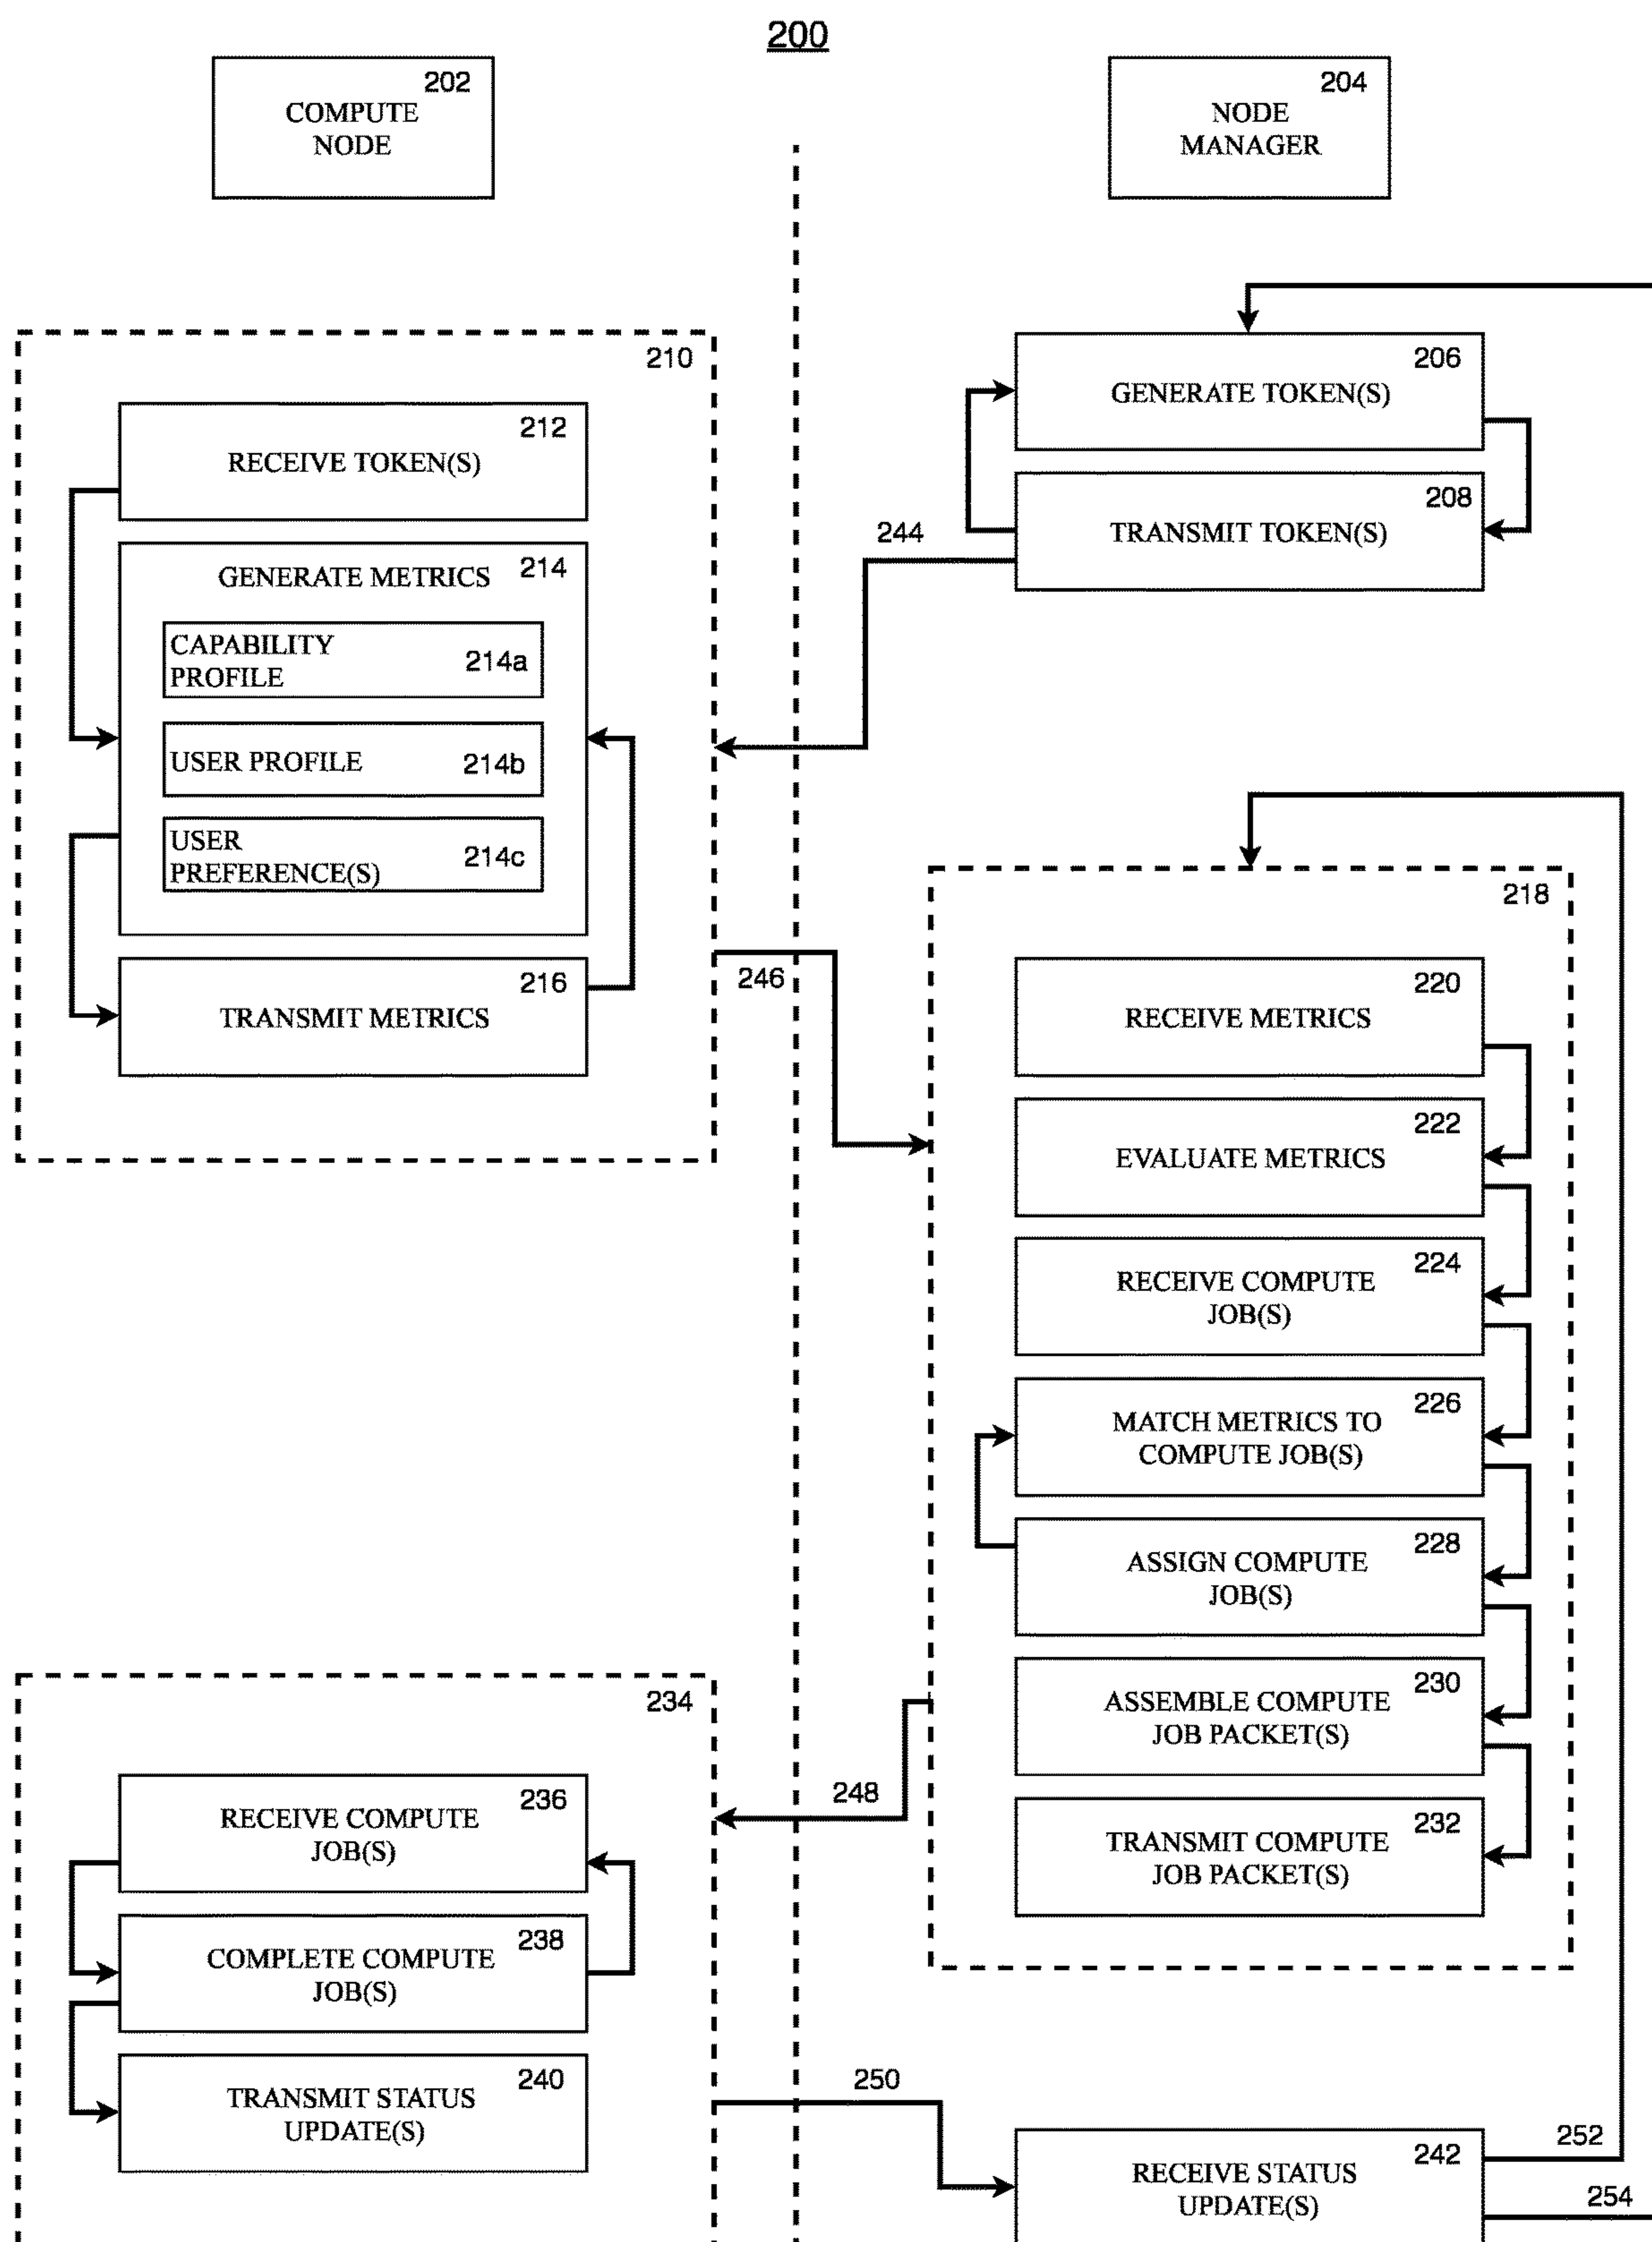 200
202
COMPUTE
NODE
204
NODE
MANAGER
210
212
RECEIVE TOKEN(S)
214
GENERATE METRICS
CAPABILITY
PROFILE
214a
USER PROFILE
214b
USER
PREFERENCE(S)
214c
216
TRANSMIT METRICS
206
GENERATE TOKEN(S)
208
TRANSMIT TOKEN(S)
244
246
218
220
RECEIVE METRICS
222
EVALUATE METRICS
224
RECEIVE COMPUTE
JOB(S)
226
MATCH METRICS TO
COMPUTE JOB(S)
228
ASSIGN COMPUTE
JOB(S)
230
ASSEMBLE COMPUTE
JOB PACKET(S)
232
TRANSMIT COMPUTE
JOB PACKET(S)
248
234
236
RECEIVE COMPUTE
JOB(S)
238
COMPLETE COMPUTE
JOB(S)
240
TRANSMIT STATUS
UPDATE(S)
250
242
RECEIVE STATUS
UPDATE(S)
252
254